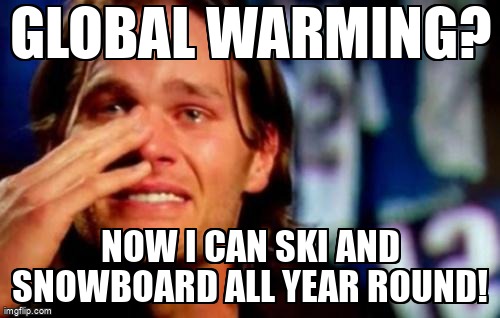 GLOBAL WARMING?
NOW I CAN SKI AND
SNOWBOARD ALL YEAR ROUND!
imgflip.com